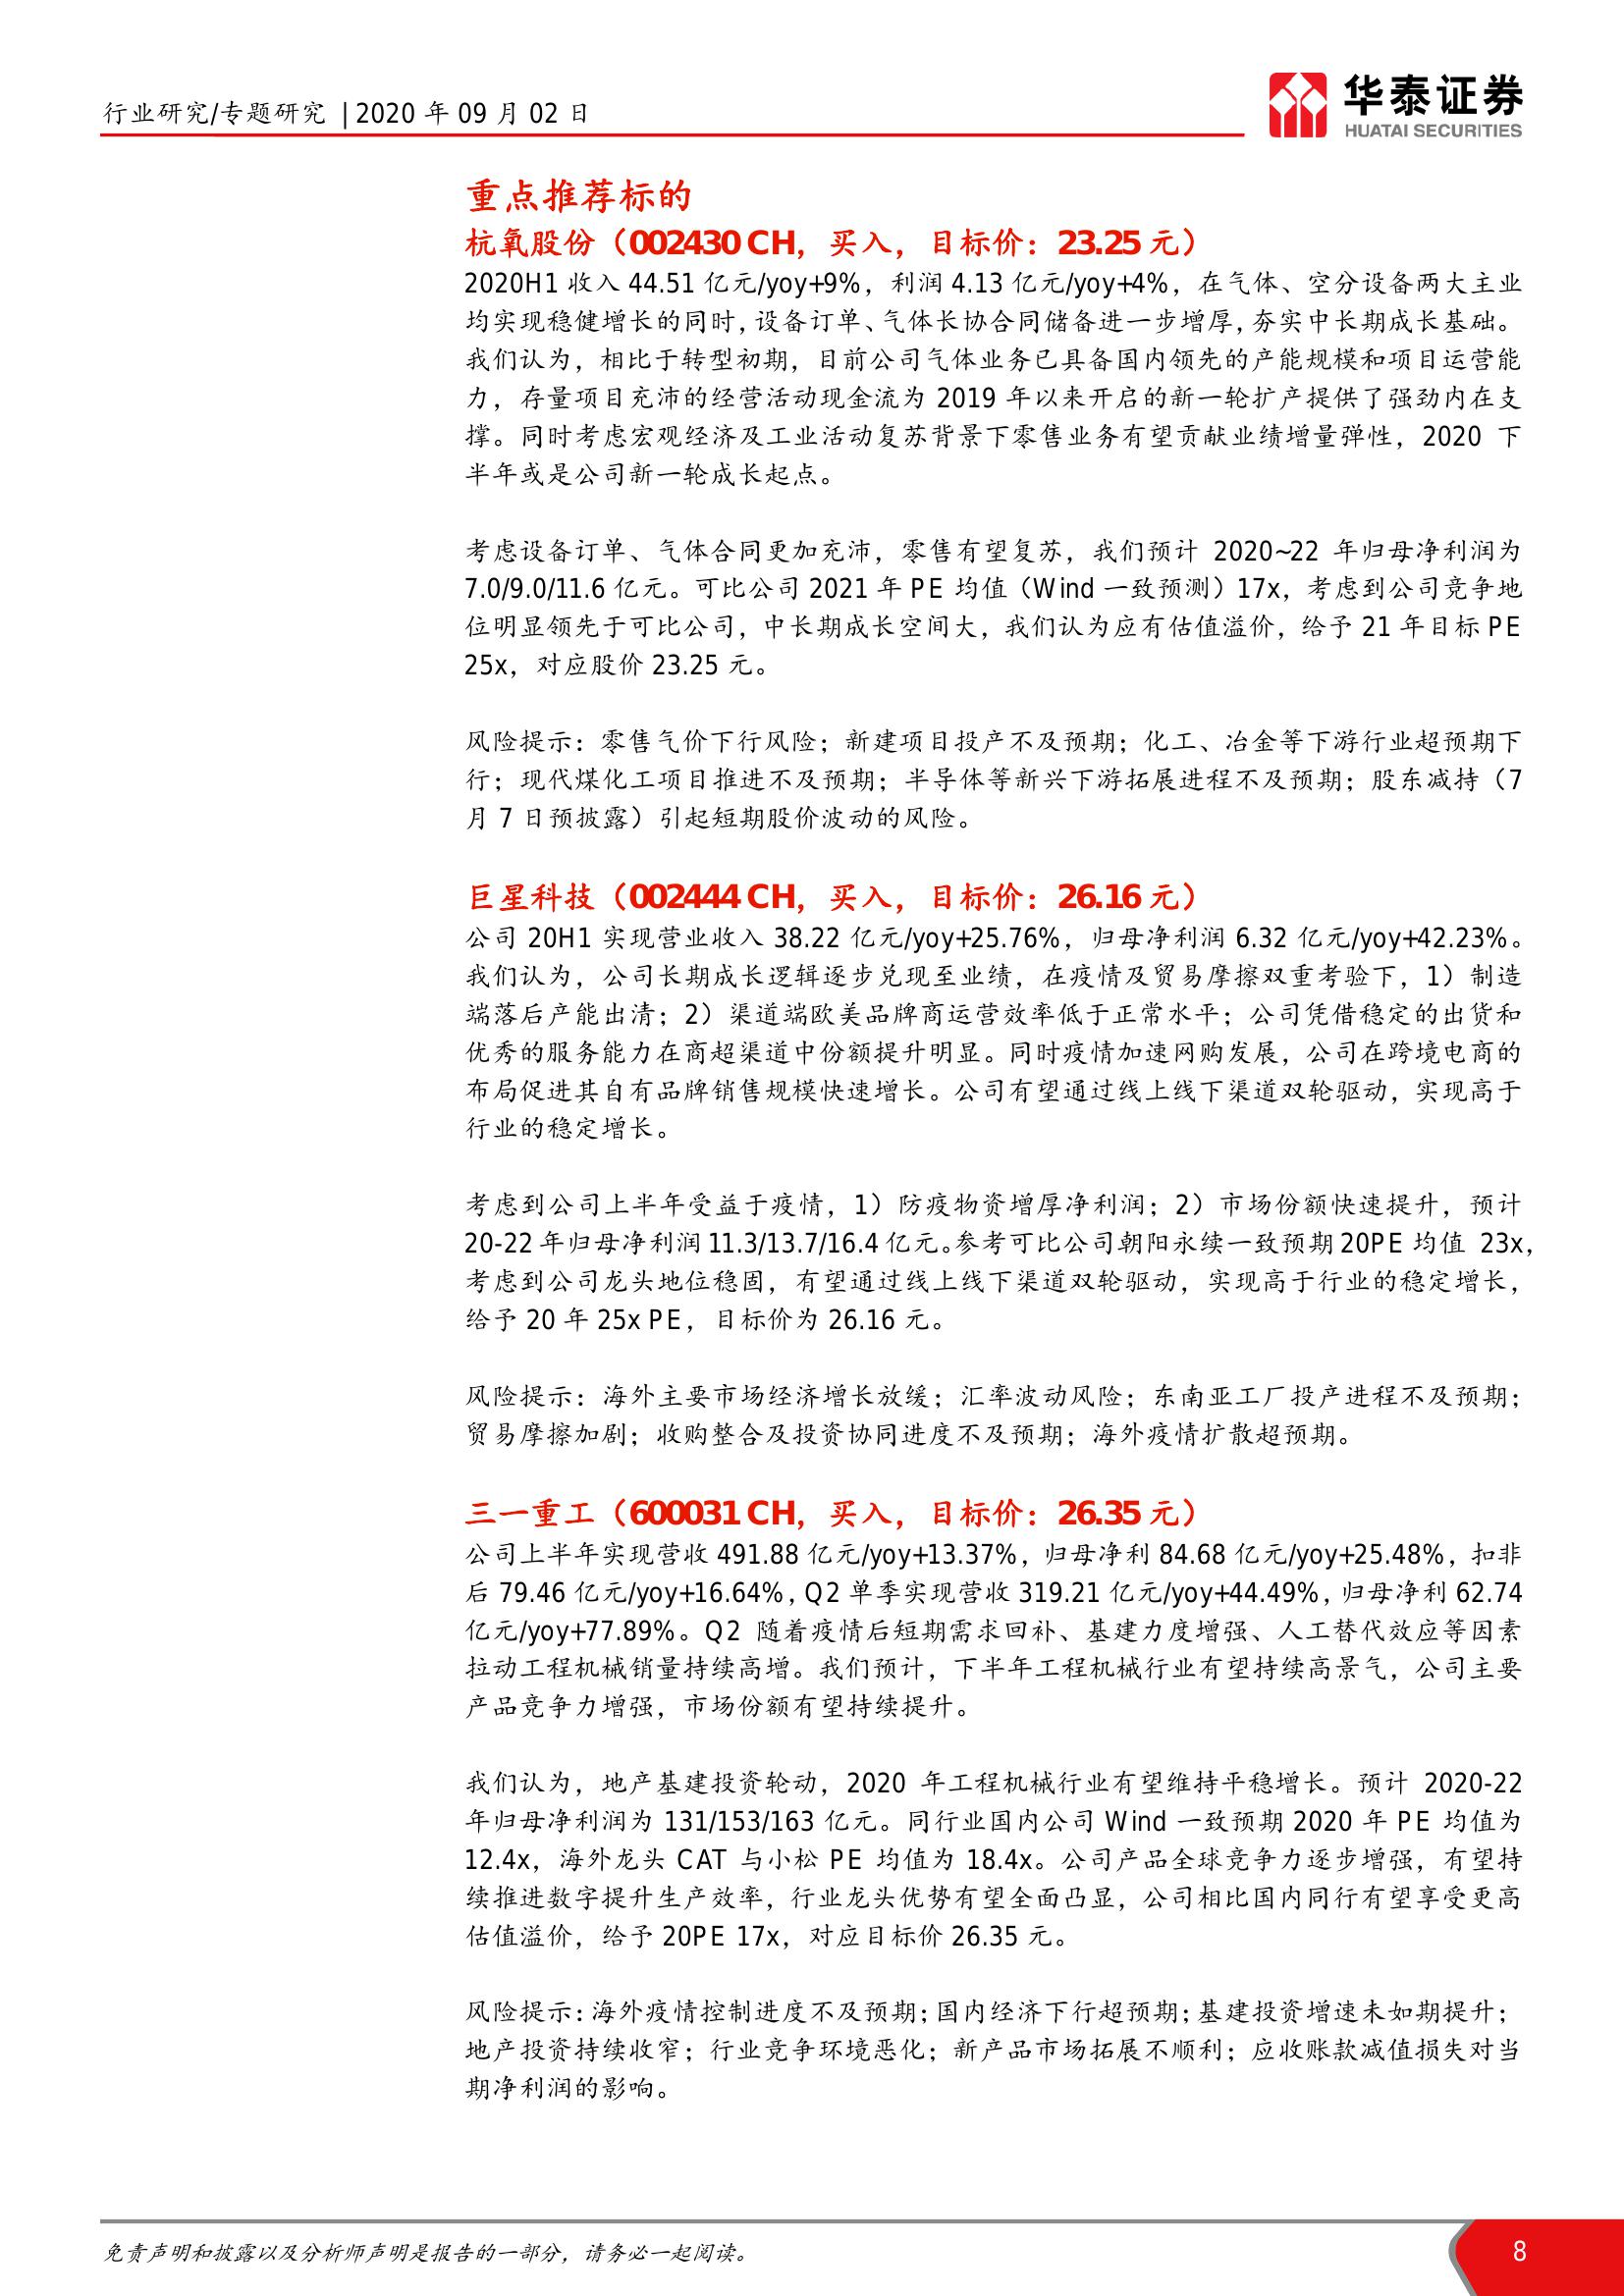 行业研究/专题研究 | 2020 年 09 月 02 日
华泰证券
HUATAI SECURITIES
重点推荐标的
杭氧股份（002430 CH，买入，目标价：23.25 元）
2020H1 收入 44.51 亿元/yoy+9%，利润 4.13 亿元/yoy+4%，在气体、空分设备两大主业
均实现稳健增长的同时，设备订单、气体长协合同储备进一步增厚，夯实中长期成长基础。
我们认为，相比于转型初期，目前公司气体业务已具备国内领先的产能规模和项目运营能
力，存量项目充沛的经营活动现金流为 2019 年以来开启的新一轮扩产提供了强劲内在支
撑。同时考虑宏观经济及工业活动复苏背景下零售业务有望贡献业绩增量弹性，2020 下
半年或是公司新一轮成长起点。
考虑设备订单、气体合同更加充沛，零售有望复苏，我们预计 2020~22 年归母净利润为
7.0/9.0/11.6 亿元。可比公司 2021 年 PE 均值（Wind 一致预测）17x，考虑到公司竞争地
位明显领先于可比公司，中长期成长空间大，我们认为应有估值溢价，给予 21 年目标 PE
25x，对应股价 23.25 元。
风险提示：零售气价下行风险；新建项目投产不及预期；化工、冶金等下游行业超预期下
行；现代煤化工项目推进不及预期；半导体等新兴下游拓展进程不及预期；股东减持（7
月 7 日预披露）引起短期股价波动的风险。
巨星科技（002444 CH，买入，目标价：26.16 元）
公司 20H1 实现营业收入 38.22 亿元/yoy+25.76%，归母净利润 6.32 亿元/yoy+42.23%。
我们认为，公司长期成长逻辑逐步兑现至业绩，在疫情及贸易摩擦双重考验下，1）制造
端落后产能出清；2）渠道端欧美品牌商运营效率低于正常水平；公司凭借稳定的出货和
优秀的服务能力在商超渠道中份额提升明显。同时疫情加速网购发展，公司在跨境电商的
布局促进其自有品牌销售规模快速增长。公司有望通过线上线下渠道双轮驱动，实现高于
行业的稳定增长。
考虑到公司上半年受益于疫情，1）防疫物资增厚净利润；2）市场份额快速提升，预计
20-22 年归母净利润 11.3/13.7/16.4 亿元。参考可比公司朝阳永续一致预期 20PE 均值 23x，
考虑到公司龙头地位稳固，有望通过线上线下渠道双轮驱动，实现高于行业的稳定增长，
给予 20 年 25x PE，目标价为 26.16 元。
风险提示：海外主要市场经济增长放缓；汇率波动风险；东南亚工厂投产进程不及预期；
贸易摩擦加剧；收购整合及投资协同进度不及预期；海外疫情扩散超预期。
三一重工（600031 CH，买入，目标价：26.35 元）
公司上半年实现营收 491.88 亿元/yoy+13.37%，归母净利 84.68 亿元/yoy+25.48%，扣非
后 79.46 亿元/yoy+16.64%，Q2 单季实现营收 319.21 亿元/yoy+44.49%，归母净利 62.74
亿元/yoy+77.89%。Q2 随着疫情后短期需求回补、基建力度增强、人工替代效应等因素
拉动工程机械销量持续高增。我们预计，下半年工程机械行业有望持续高景气，公司主要
产品竞争力增强，市场份额有望持续提升。
我们认为，地产基建投资轮动，2020 年工程机械行业有望维持平稳增长。预计 2020-22
年归母净利润为 131/153/163 亿元。同行业国内公司 Wind 一致预期 2020 年 PE 均值为
12.4x，海外龙头 CAT 与小松 PE 均值为 18.4x。公司产品全球竞争力逐步增强，有望持
续推进数字提升生产效率，行业龙头优势有望全面凸显，公司相比国内同行有望享受更高
估值溢价，给予 20PE 17x，对应目标价 26.35 元。
风险提示：海外疫情控制进度不及预期；国内经济下行超预期；基建投资增速未如期提升；
地产投资持续收窄；行业竞争环境恶化；新产品市场拓展不顺利；应收账款减值损失对当
期净利润的影响。
免责声明和披露以及分析师声明是报告的一部分，请务必一起阅读。
8